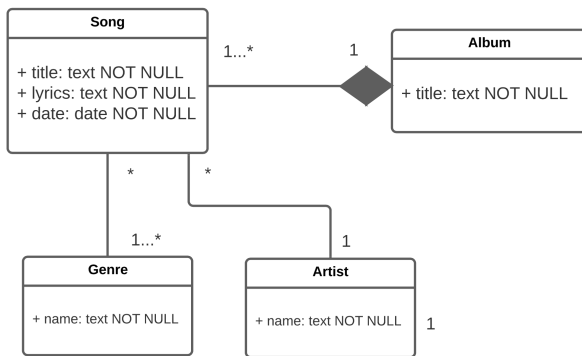 Song
+ title: text NOT NULL
+ lyrics: text NOT NULL
+ date: date NOT NULL
1...*
1
Album
+ title: text NOT NULL
*
*
1...*
1
Genre
+ name: text NOT NULL
Artist
+ name: text NOT NULL
1